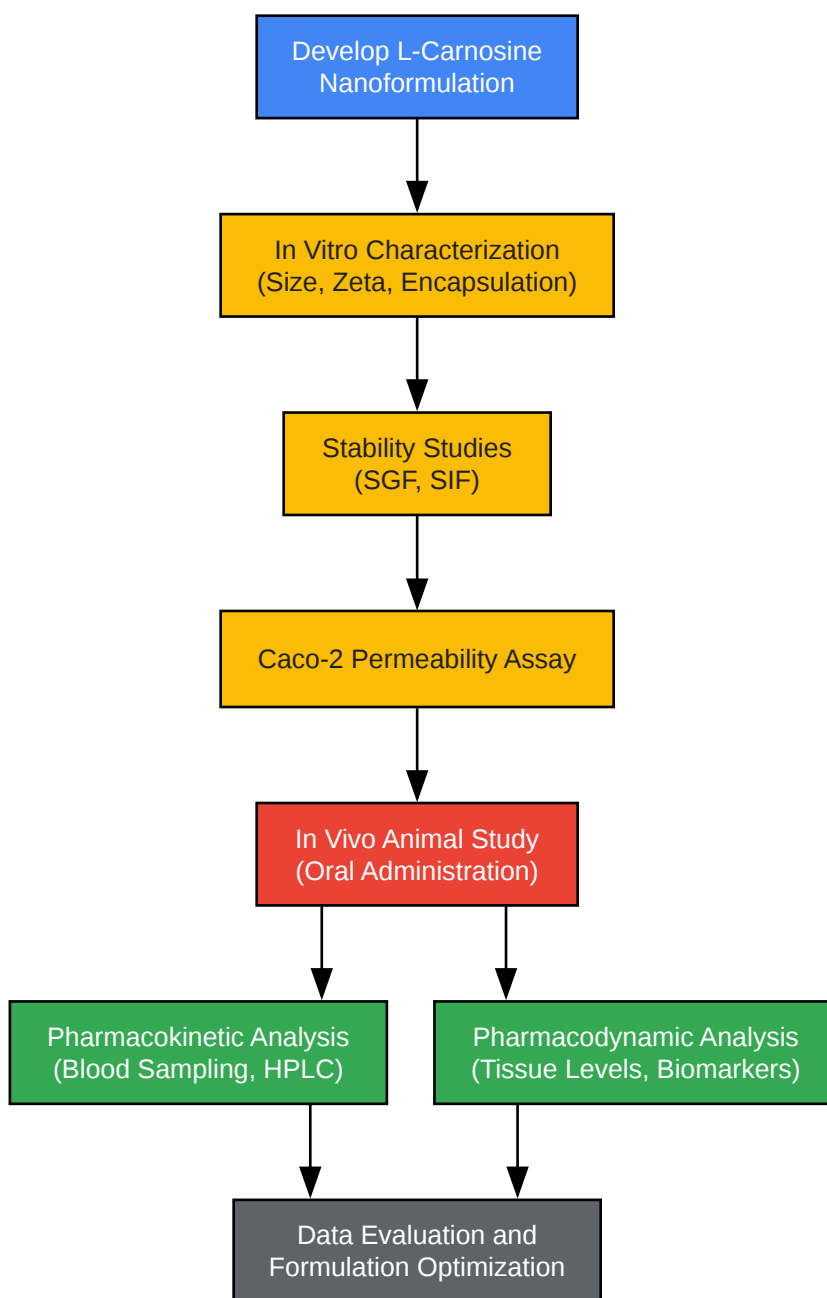 Develop L-Carnosine
Nanoformulation
In Vitro Characterization
(Size, Zeta, Encapsulation)
Stability Studies
(SGF, SIF)
Caco-2 Permeability Assay
In Vivo Animal Study
(Oral Administration)
Pharmacokinetic Analysis
(Blood Sampling, HPLC)
Pharmacodynamic Analysis
(Tissue Levels, Biomarkers)
Data Evaluation and
Formulation Optimization